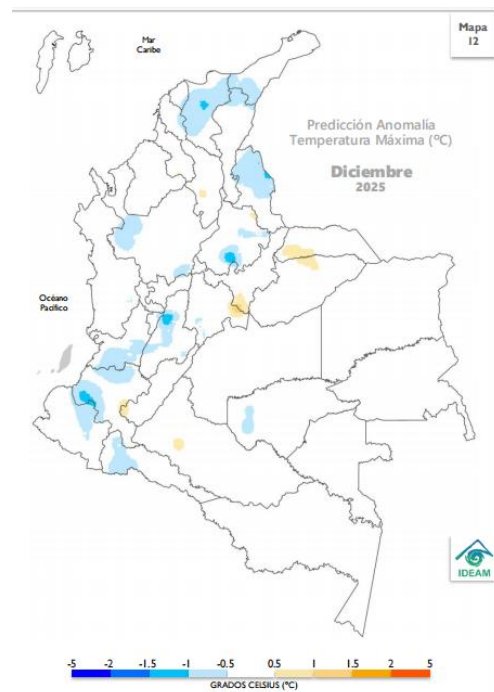 Mapa
12
Mar
Caribe
Predicción Anomalía
Temperatura Máxima (ºC)
Diciembre
2025
Océano
Pacífico
IDEAM
-5 -2 -1.5 -1 -0.5 0.5 1 1.5 2 5
GRADOS CELSIUS (ºC)